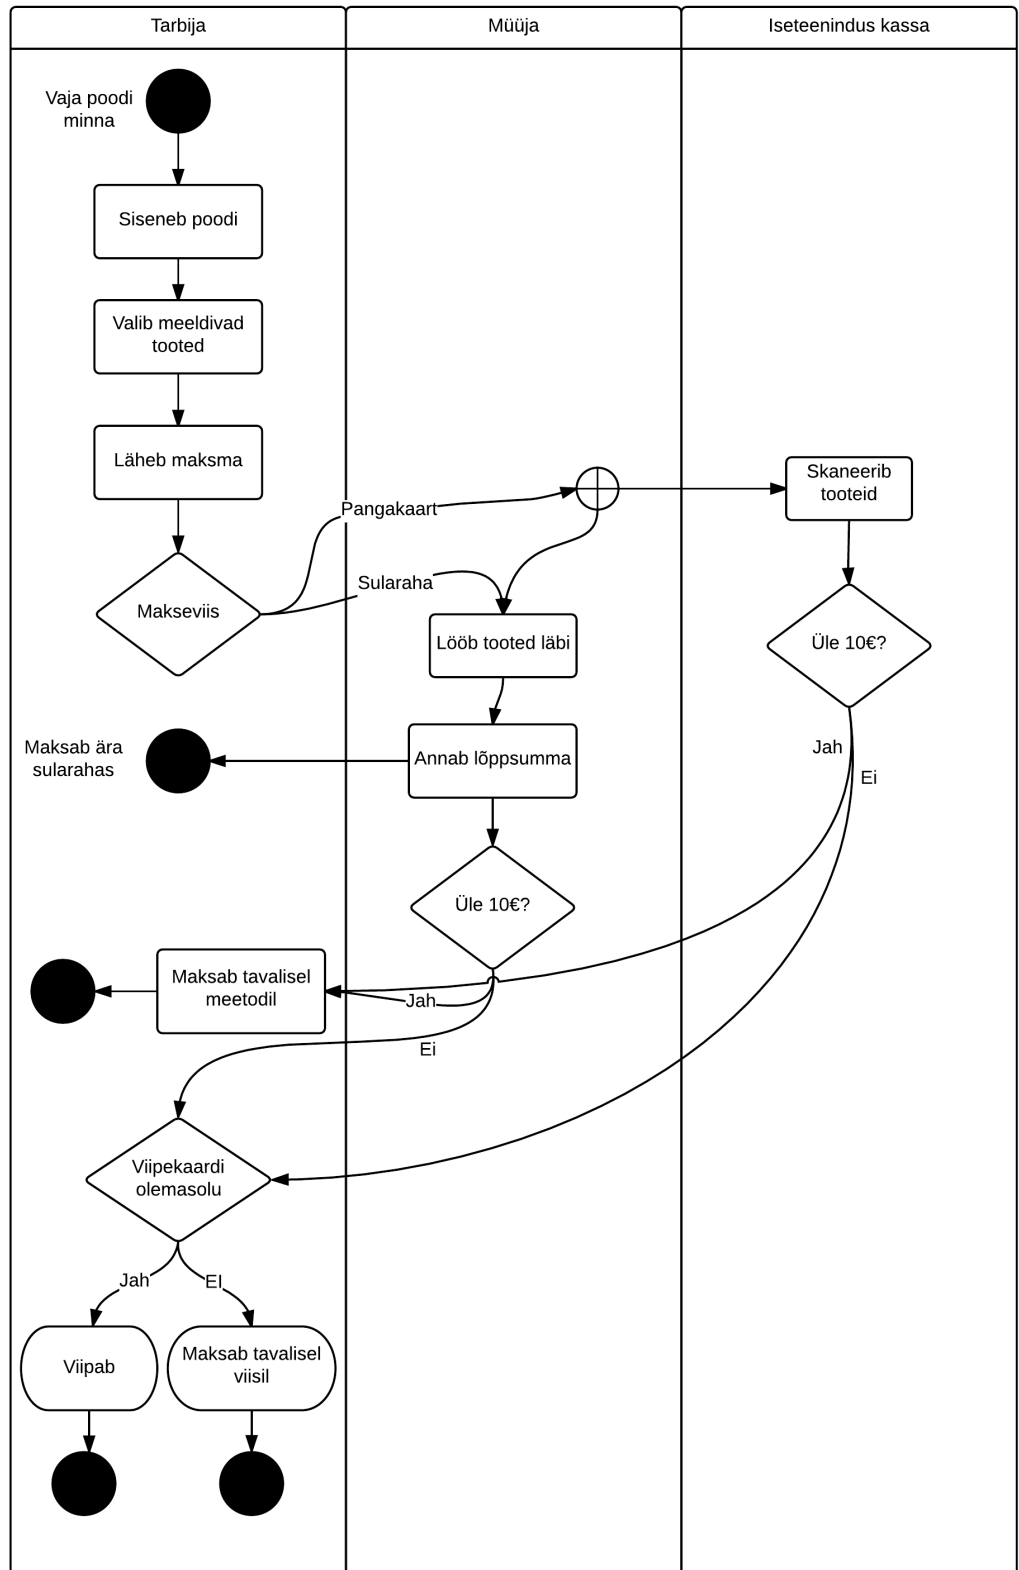 Tarbija
Müüja
Iseteenindus kassa
Vaja poodi
minna
Siseneb poodi
Valib meeldivad
tooted
Läheb maksma
Skaneerib
tooteid
Pangakaart
Sularaha
Makseviis
Lööb tooted läbi
Üle 10€?
Maksab ära
sularahas
Annab lõppsumma
Jah
Ei
Üle 10€?
Maksab tavalisel
meetodil
Jah
Ei
Viipekaardi
olemasolu
Jah
EI
Viipab
Maksab tavalisel
viisil